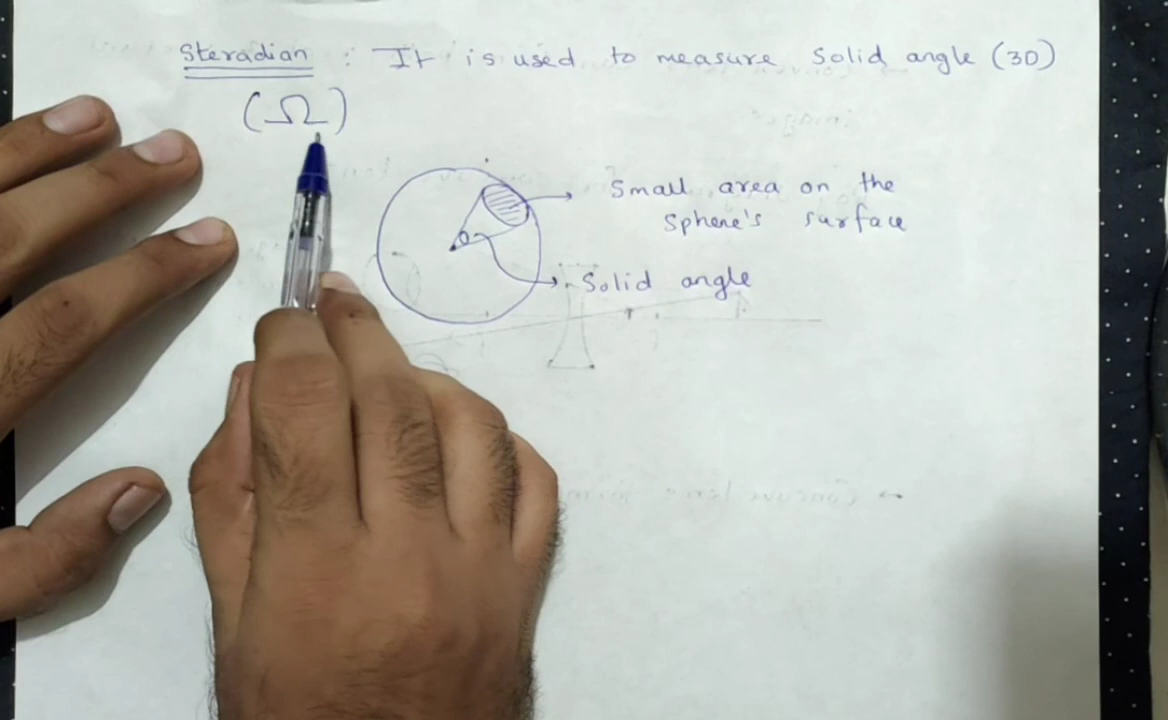 Steradian : It is used to measure Solid angle (3D)
(Ω)
Small area on the
Sphere's surface
Solid angle